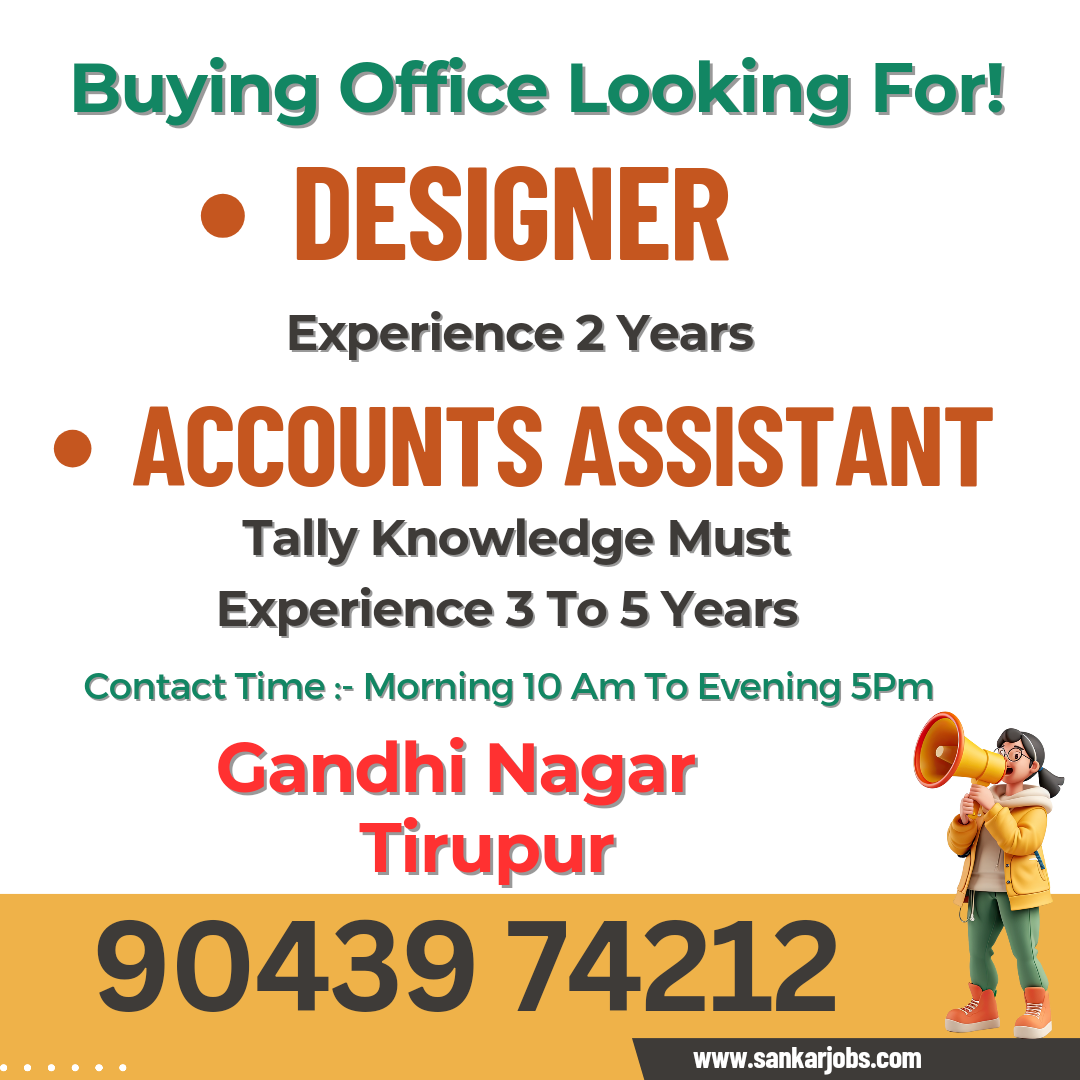 Buying Office Looking For!
• DESIGNER
Experience 2 Years
• ACCOUNTS ASSISTANT
Tally Knowledge Must
Experience 3 To 5 Years
Contact Time :- Morning 10 Am To Evening 5Pm
Gandhi Nagar
Tirupur
90439 74212
www.sankarjobs.com